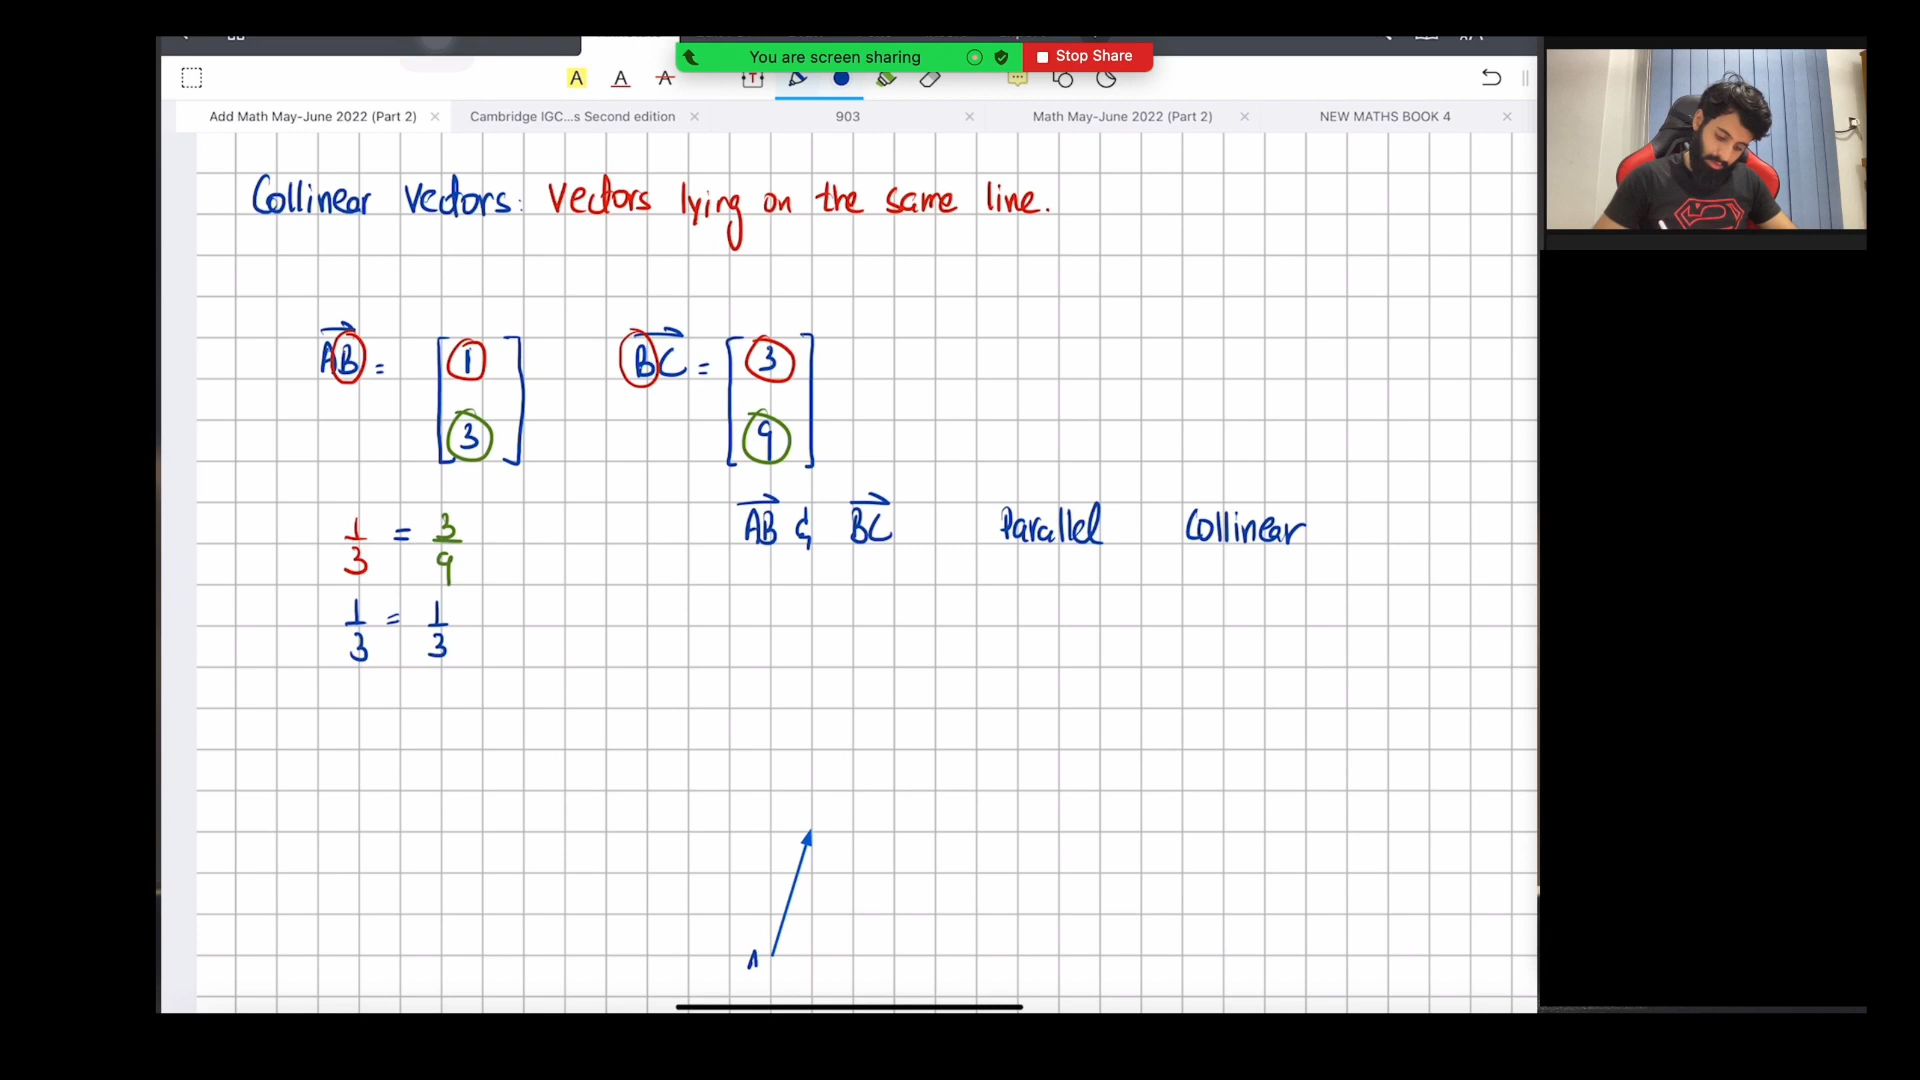 You are screen sharing
Stop Share
A A A T
Add Math May-June 2022 (Part 2) × Cambridge IGC...s Second edition × 903 × Math May-June 2022 (Part 2) × NEW MATHS BOOK 4 ×
Collinear Vectors: Vectors lying on the same line.
AB = [1 3] BC = [3 9]
AB & BC Parallel Collinear
1/3 = 3/9
1/3 = 1/3
A